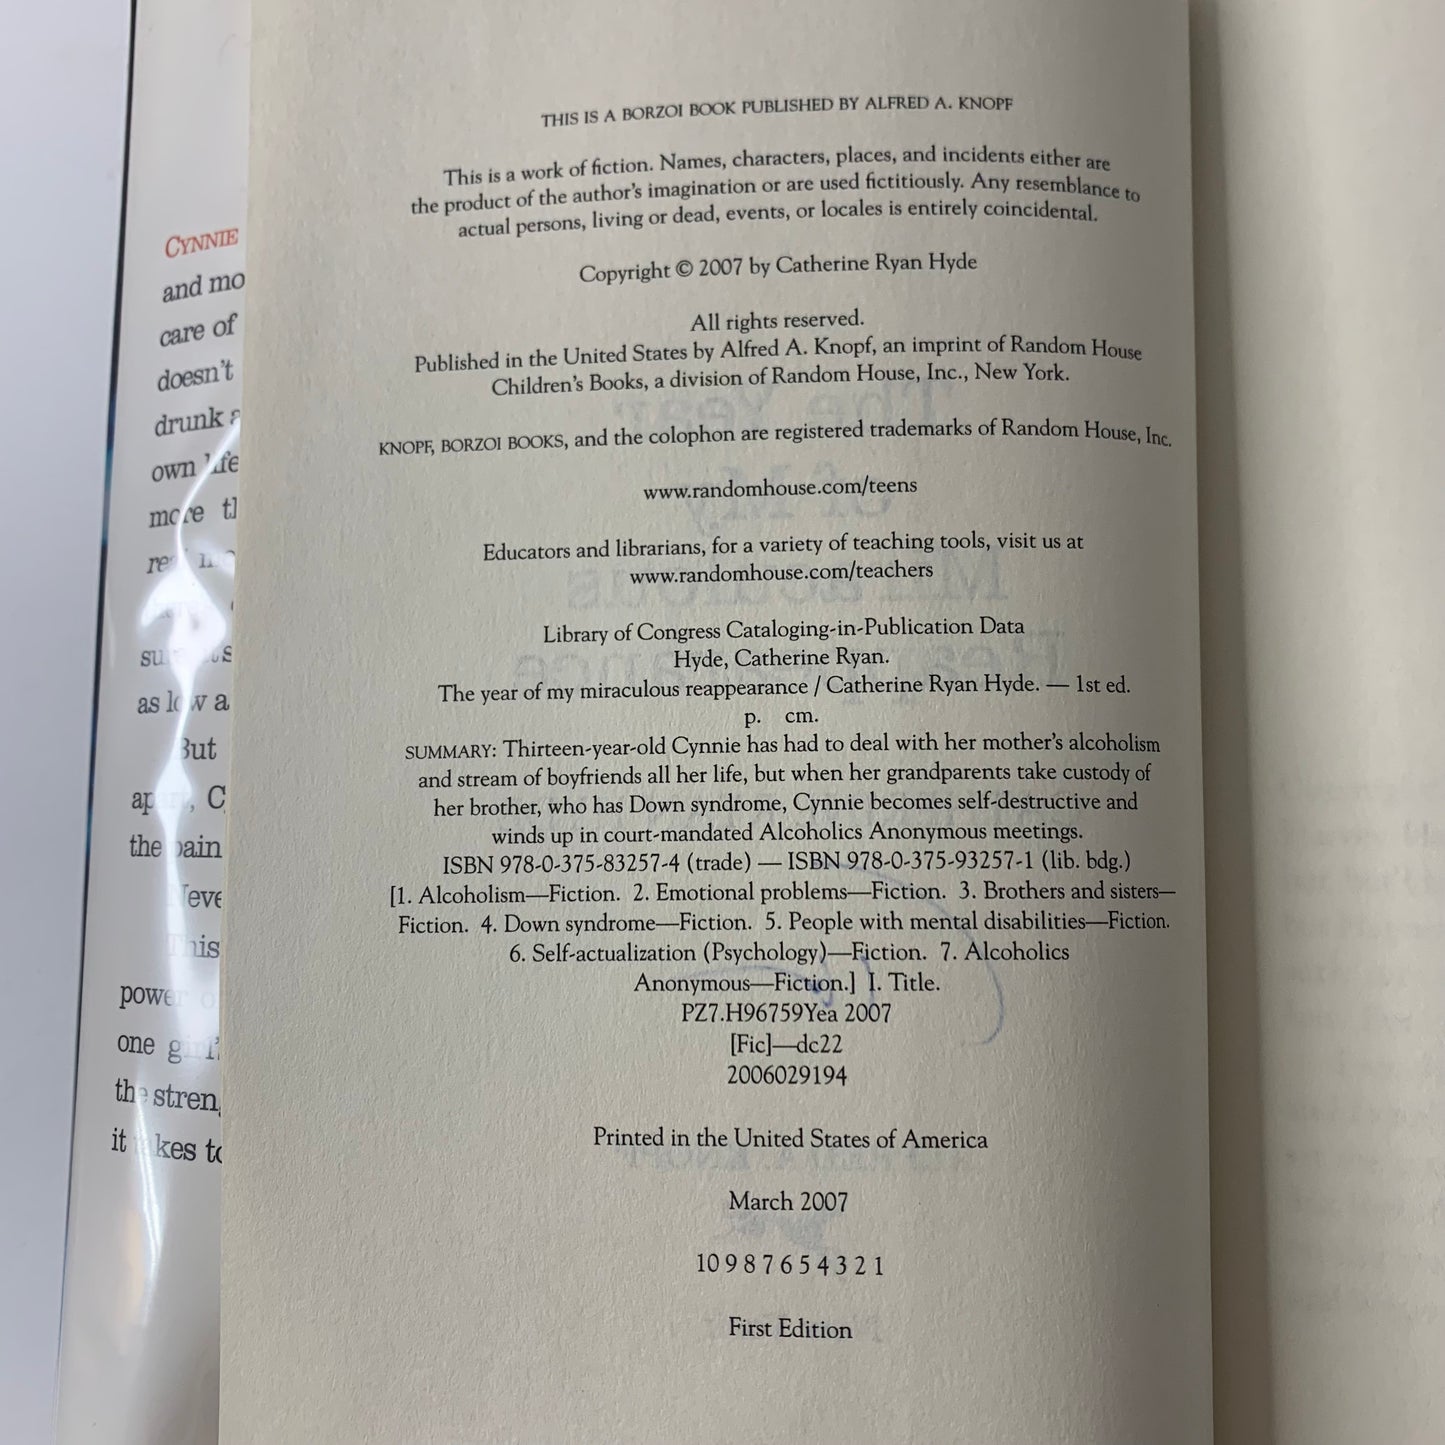 CYNNIE
and mo
care of
doesn't
drunk
own life
more
as low a
But
C
the pain
This
power
one girl'
the stren
it takes to
THIS IS A BORZOI BOOK PUBLISHED BY ALFRED A. KNOPF
This is a work of fiction. Names, characters, places, and incidents either are
the product of the author's imagination or are used fictitiously. Any resemblance to
actual persons, living or dead, events, or locales is entirely coincidental.
Copyright © 2007 by Catherine Ryan Hyde
All rights reserved.
Published in the United States by Alfred A. Knopf, an imprint of Random House
Children's Books, a division of Random House, Inc., New York.
KNOPF, BORZOI BOOKS, and the colophon are registered trademarks of Random House, Inc.
www.randomhouse.com/teens
Educators and librarians, for a variety of teaching tools, visit us at
www.randomhouse.com/teachers
Library of Congress Cataloging-in-Publication Data
Hyde, Catherine Ryan.
The year of my miraculous reappearance / Catherine Ryan Hyde. — 1st ed.
p. cm.
SUMMARY: Thirteen-year-old Cynnie has had to deal with her mother's alcoholism
and stream of boyfriends all her life, but when her grandparents take custody of
her brother, who has Down syndrome, Cynnie becomes self-destructive and
winds up in court-mandated Alcoholics Anonymous meetings.
ISBN 978-0-375-83257-4 (trade) — ISBN 978-0-375-93257-1 (lib. bdg.)
[1. Alcoholism—Fiction. 2. Emotional problems—Fiction. 3. Brothers and sisters—
Fiction. 4. Down syndrome—Fiction. 5. People with mental disabilities—Fiction.
6. Self-actualization (Psychology)—Fiction. 7. Alcoholics
Anonymous—Fiction.] I. Title.
PZ7.H96759Yea 2007
[Fic]—dc22
2006029194
Printed in the United States of America
March 2007
10 9 8 7 6 5 4 3 2 1
First Edition